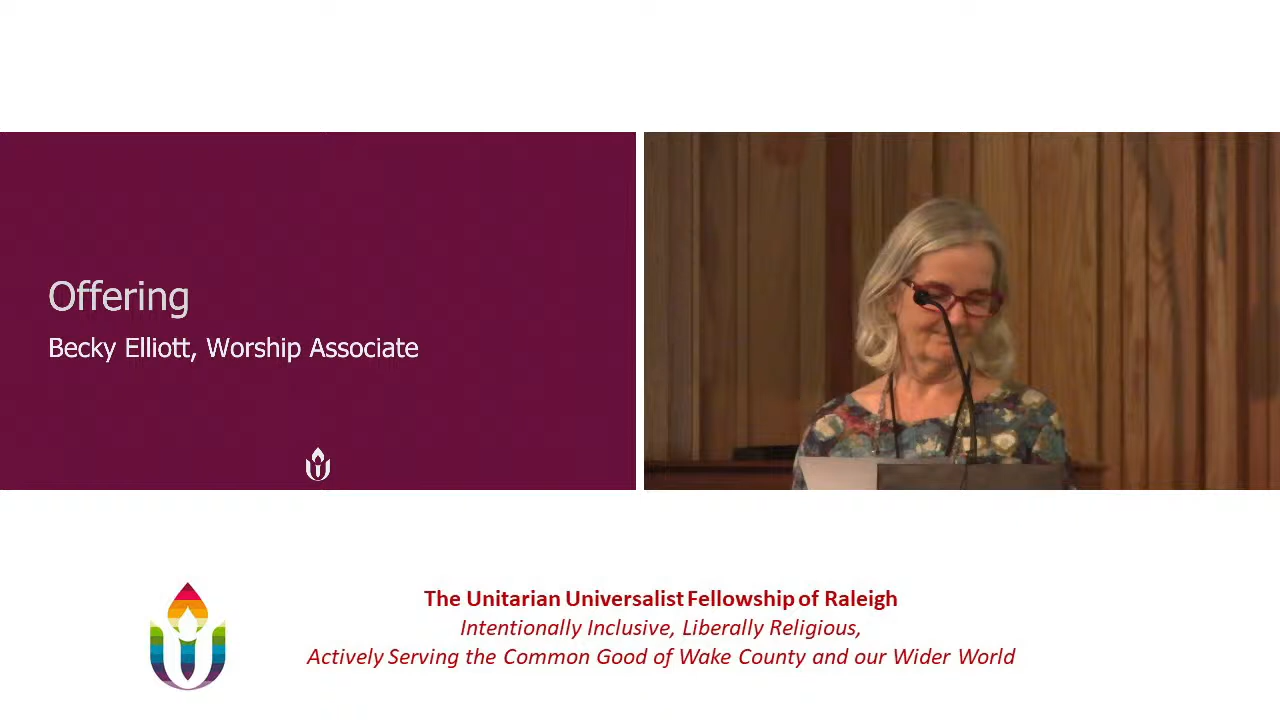 Offering
Becky Elliott, Worship Associate
The Unitarian Universalist Fellowship of Raleigh
Intentionally Inclusive, Liberally Religious,
Actively Serving the Common Good of Wake County and our Wider World